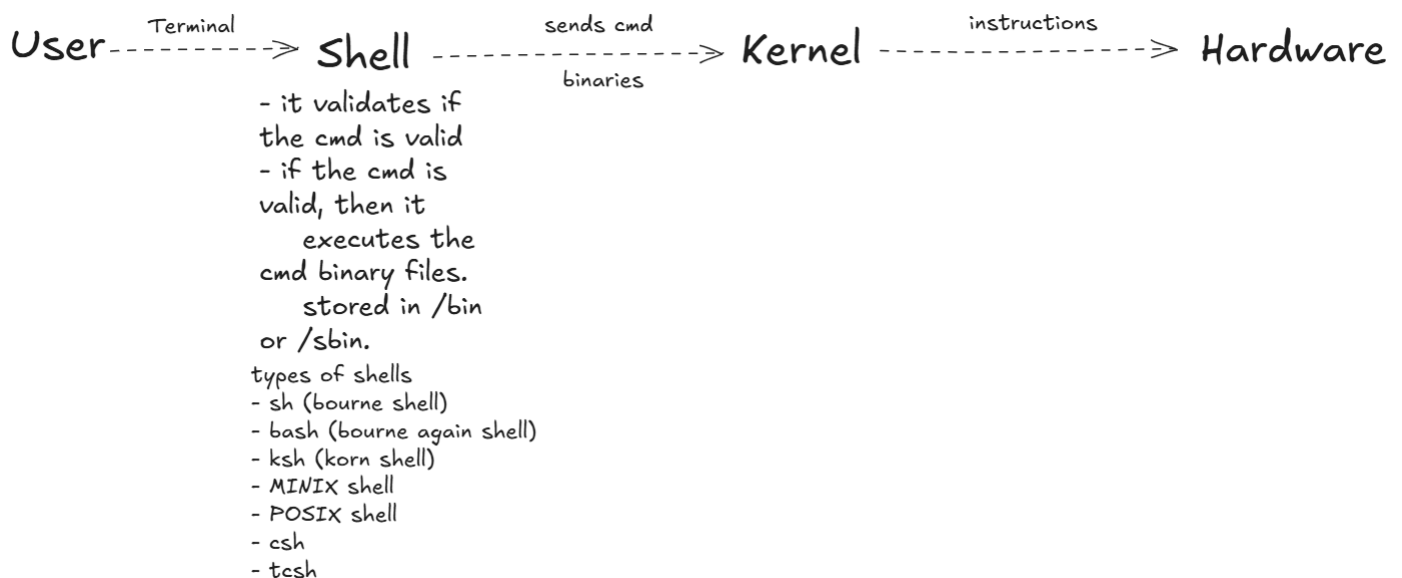 User
Terminal
Shell
sends cmd
binaries
Kernel
instructions
Hardware
- it validates if
the cmd is valid
- if the cmd is
valid, then it
executes the
cmd binary files.
stored in /bin
or /sbin.
types of shells
- sh (bourne shell)
- bash (bourne again shell)
- ksh (korn shell)
- MINIX shell
- POSIX shell
- csh
- tcsh